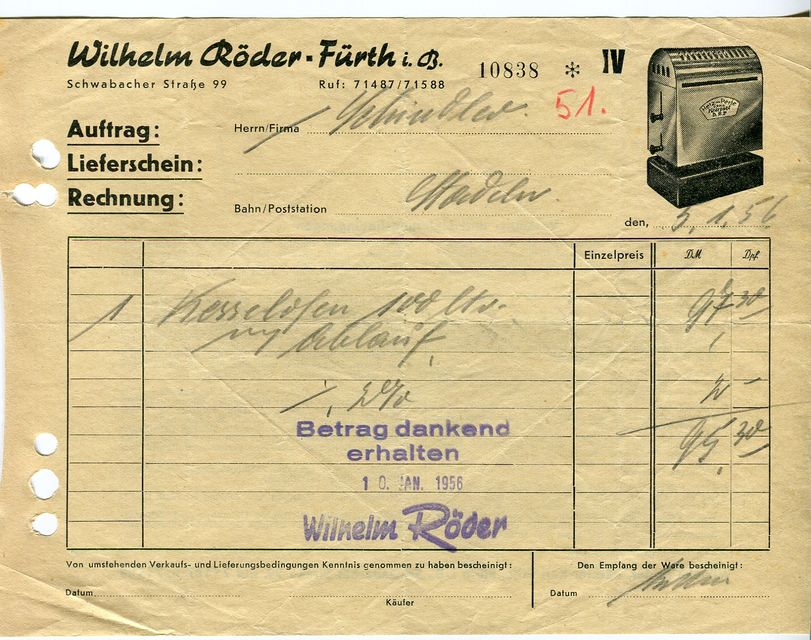 Wilhelm Röder - Fürth i. B.
Schwabacher Straße 99 Ruf: 71487/71588
10838 * IV
51.
Auftrag: Herrn/Firma Schindler.
Lieferschein:
Rechnung: Bahn/Poststation Stadeln.
den, 5.1.56
Einzelpreis DM Dpf.
1 Kesselofen 100 ltr. 97 30
m/ Ablauf,
%, 2% 2 –
95, 30
Betrag dankend
erhalten
10. JAN. 1956
Wilhelm Röder
Von umstehenden Verkaufs- und Lieferungsbedingungen Kenntnis genommen zu haben bescheinigt: Den Empfang der Ware bescheinigt:
Datum Datum
Käufer